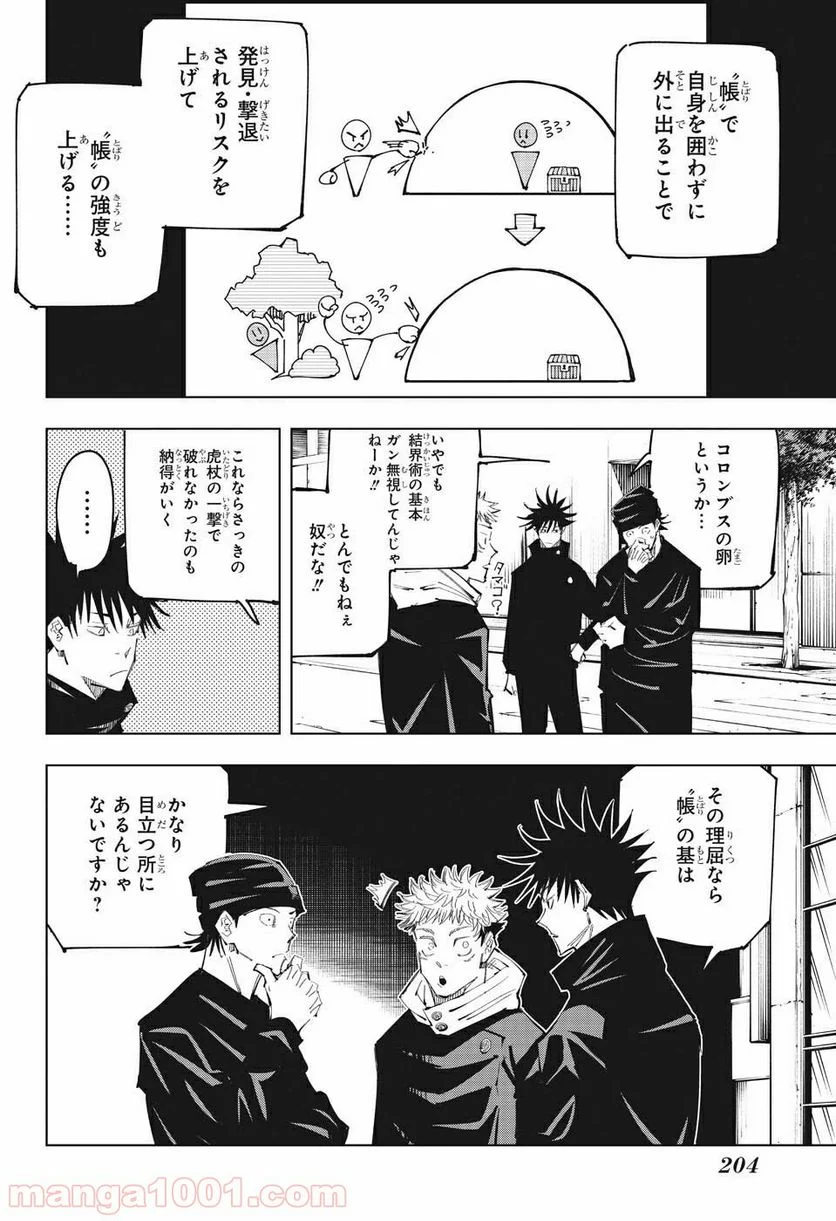 〝帳〟で
自身を囲わずに
外に出ることで
発見・撃退
されるリスクを
上げて
〝帳〟の強度も
上げる……
コロンブスの卵
というか…
タマゴ?
いやでも
結界術の基本
ガン無視してんじゃ
ねーか!!
とんでもねぇ
奴だな!!
これならさっきの
虎杖の一撃で
破れなかったのも
納得がいく
……
その理屈なら
〝帳〟の基は
かなり
目立つ所に
あるんじゃ
ないですか?
204
manga1001.com